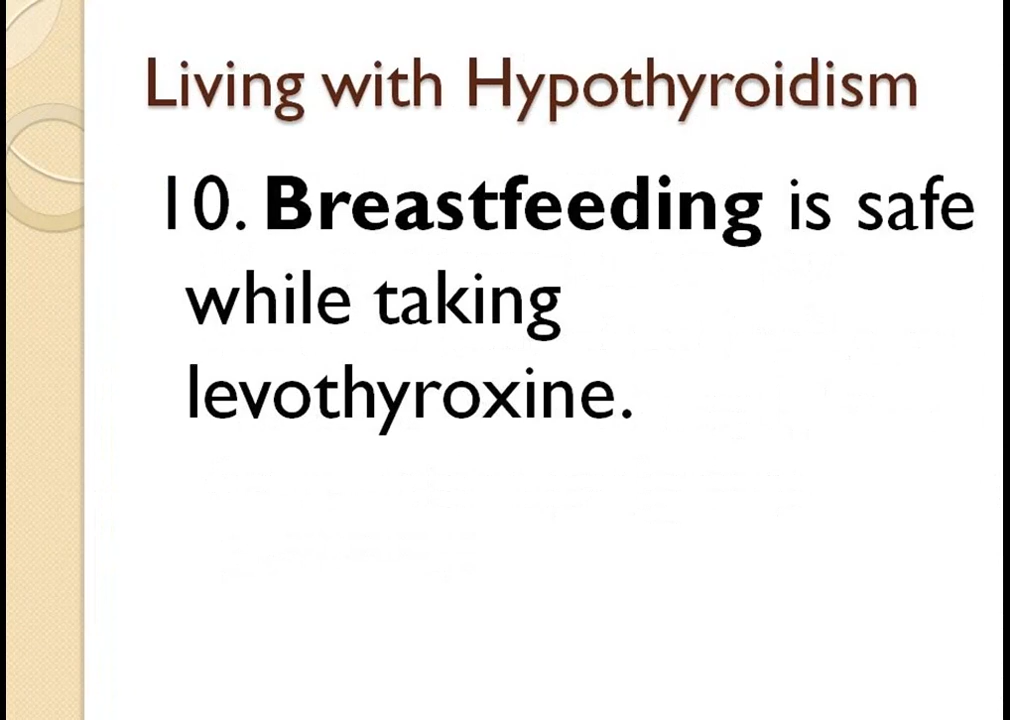 Living with Hypothyroidism
10. Breastfeeding is safe
while taking
levothyroxine.